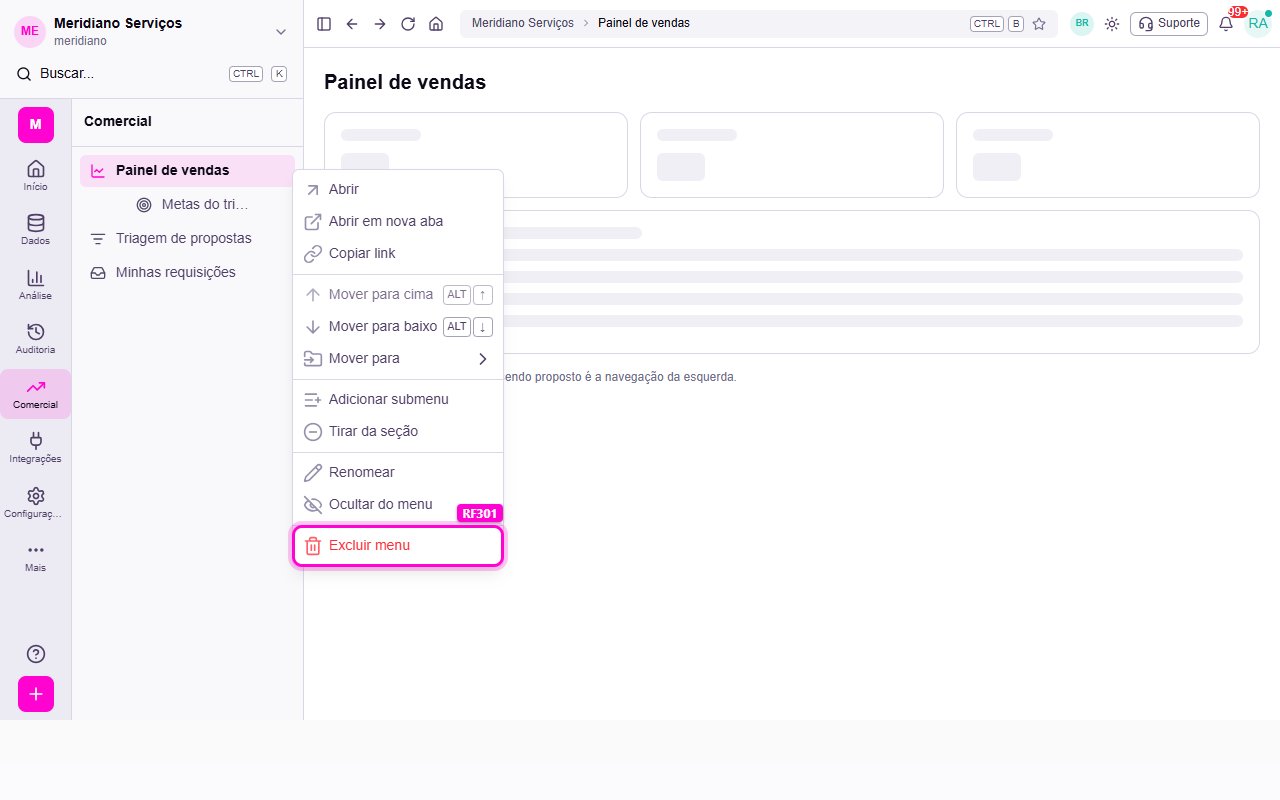 ME
Meridiano Serviços
meridiano
Buscar...
CTRL K
Meridiano Serviços > Painel de vendas
CTRL B
BR
Suporte
99+
RA
M
Início
Dados
Análise
Auditoria
Comercial
Integrações
Configuraç...
Mais
Comercial
Painel de vendas
Metas do tri...
Triagem de propostas
Minhas requisições
Painel de vendas
Abrir
Abrir em nova aba
Copiar link
Mover para cima ALT ↑
Mover para baixo ALT ↓
Mover para
Adicionar submenu
Tirar da seção
Renomear
Ocultar do menu
RF301
Excluir menu
endo proposto é a navegação da esquerda.